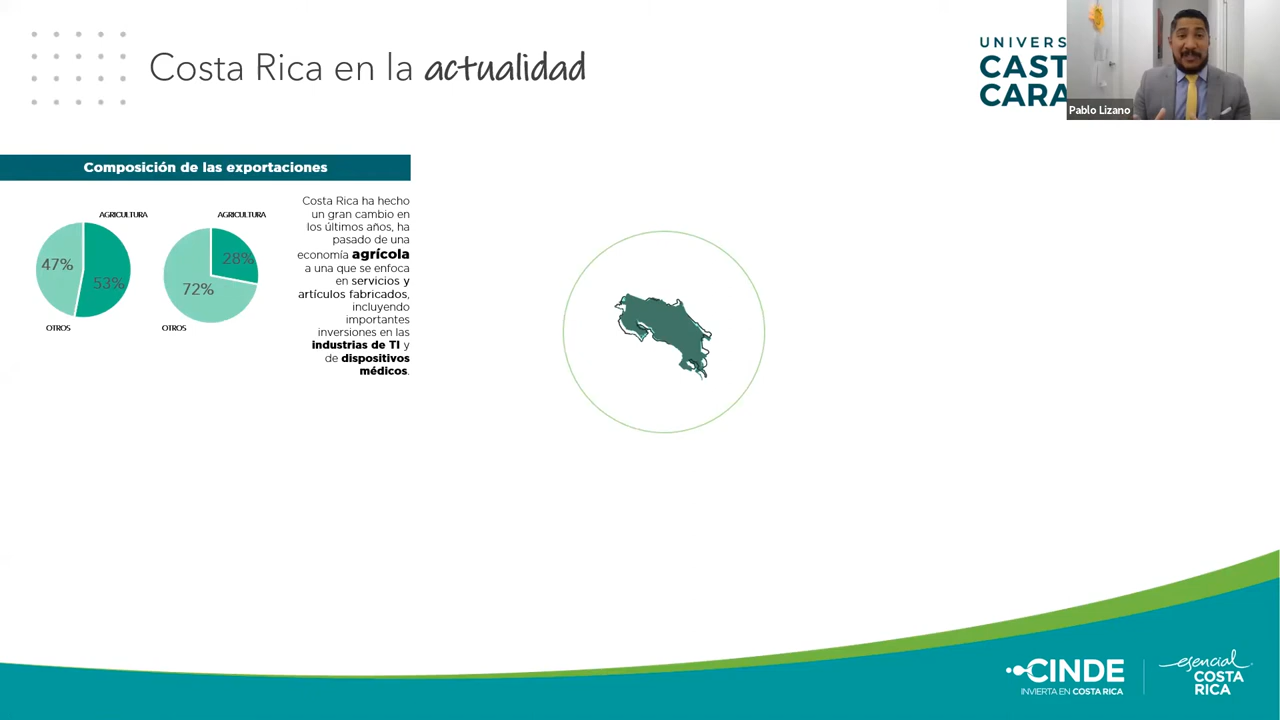 Costa Rica en la actualidad
UNIVERS
CAST
CARA
Pablo Lizano
Composición de las exportaciones
AGRICULTURA
47%
53%
OTROS
AGRICULTURA
28%
72%
OTROS
Costa Rica ha hecho
un gran cambio en
los últimos años, ha
pasado de una
economía agrícola
a una que se enfoca
en servicios y
artículos fabricados,
incluyendo
importantes
inversiones en las
industrias de TI y
de dispositivos
médicos.
CINDE
INVIERTA EN COSTA RICA
esencial
COSTA
RICA